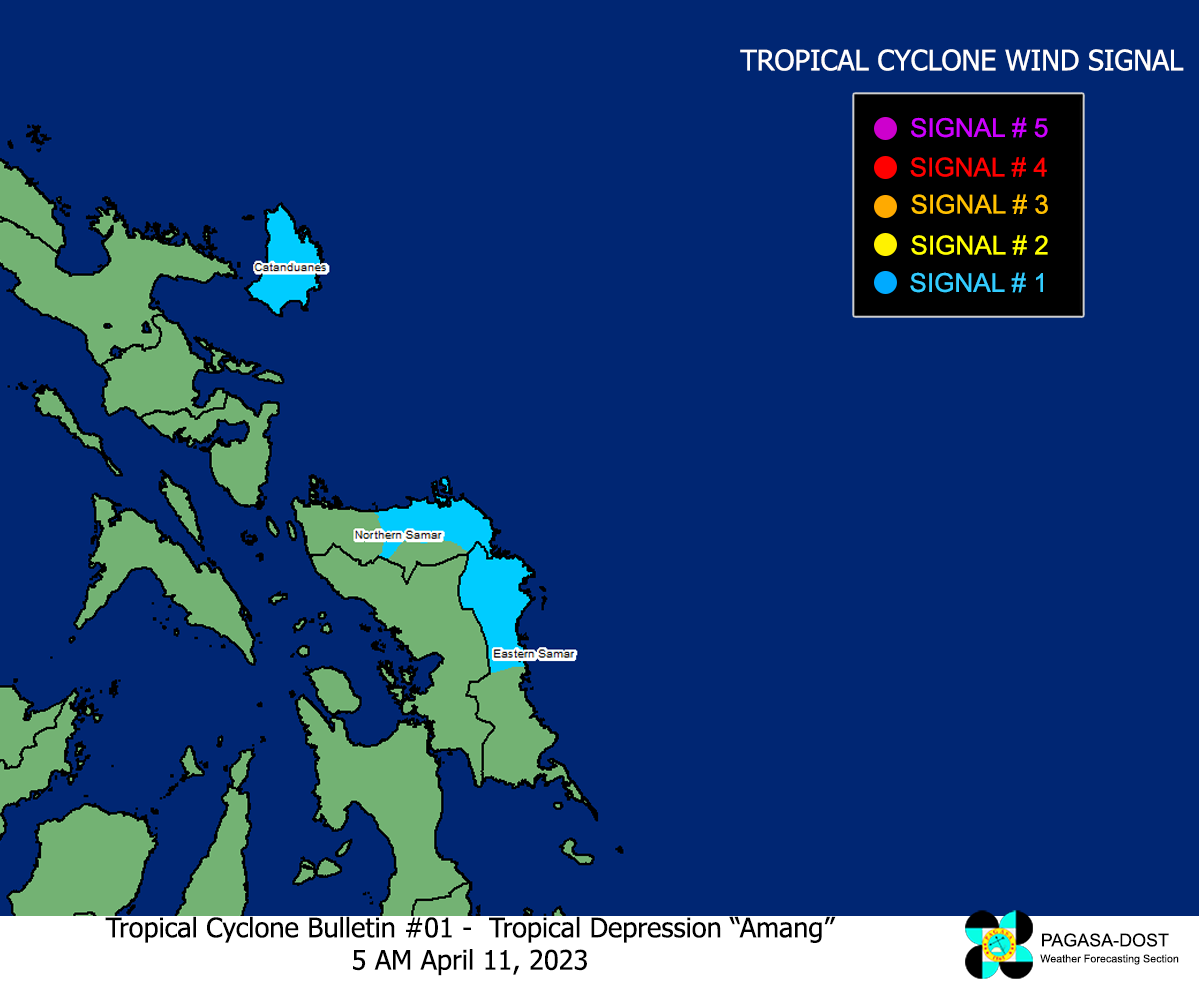 TROPICAL CYCLONE WIND SIGNAL
SIGNAL # 5
SIGNAL # 4
SIGNAL # 3
SIGNAL # 2
SIGNAL # 1
Catanduanes
Northern Samar
Eastern Samar
Tropical Cyclone Bulletin #01 - Tropical Depression “Amang”
5 AM April 11, 2023
PAGASA-DOST
Weather Forecasting Section